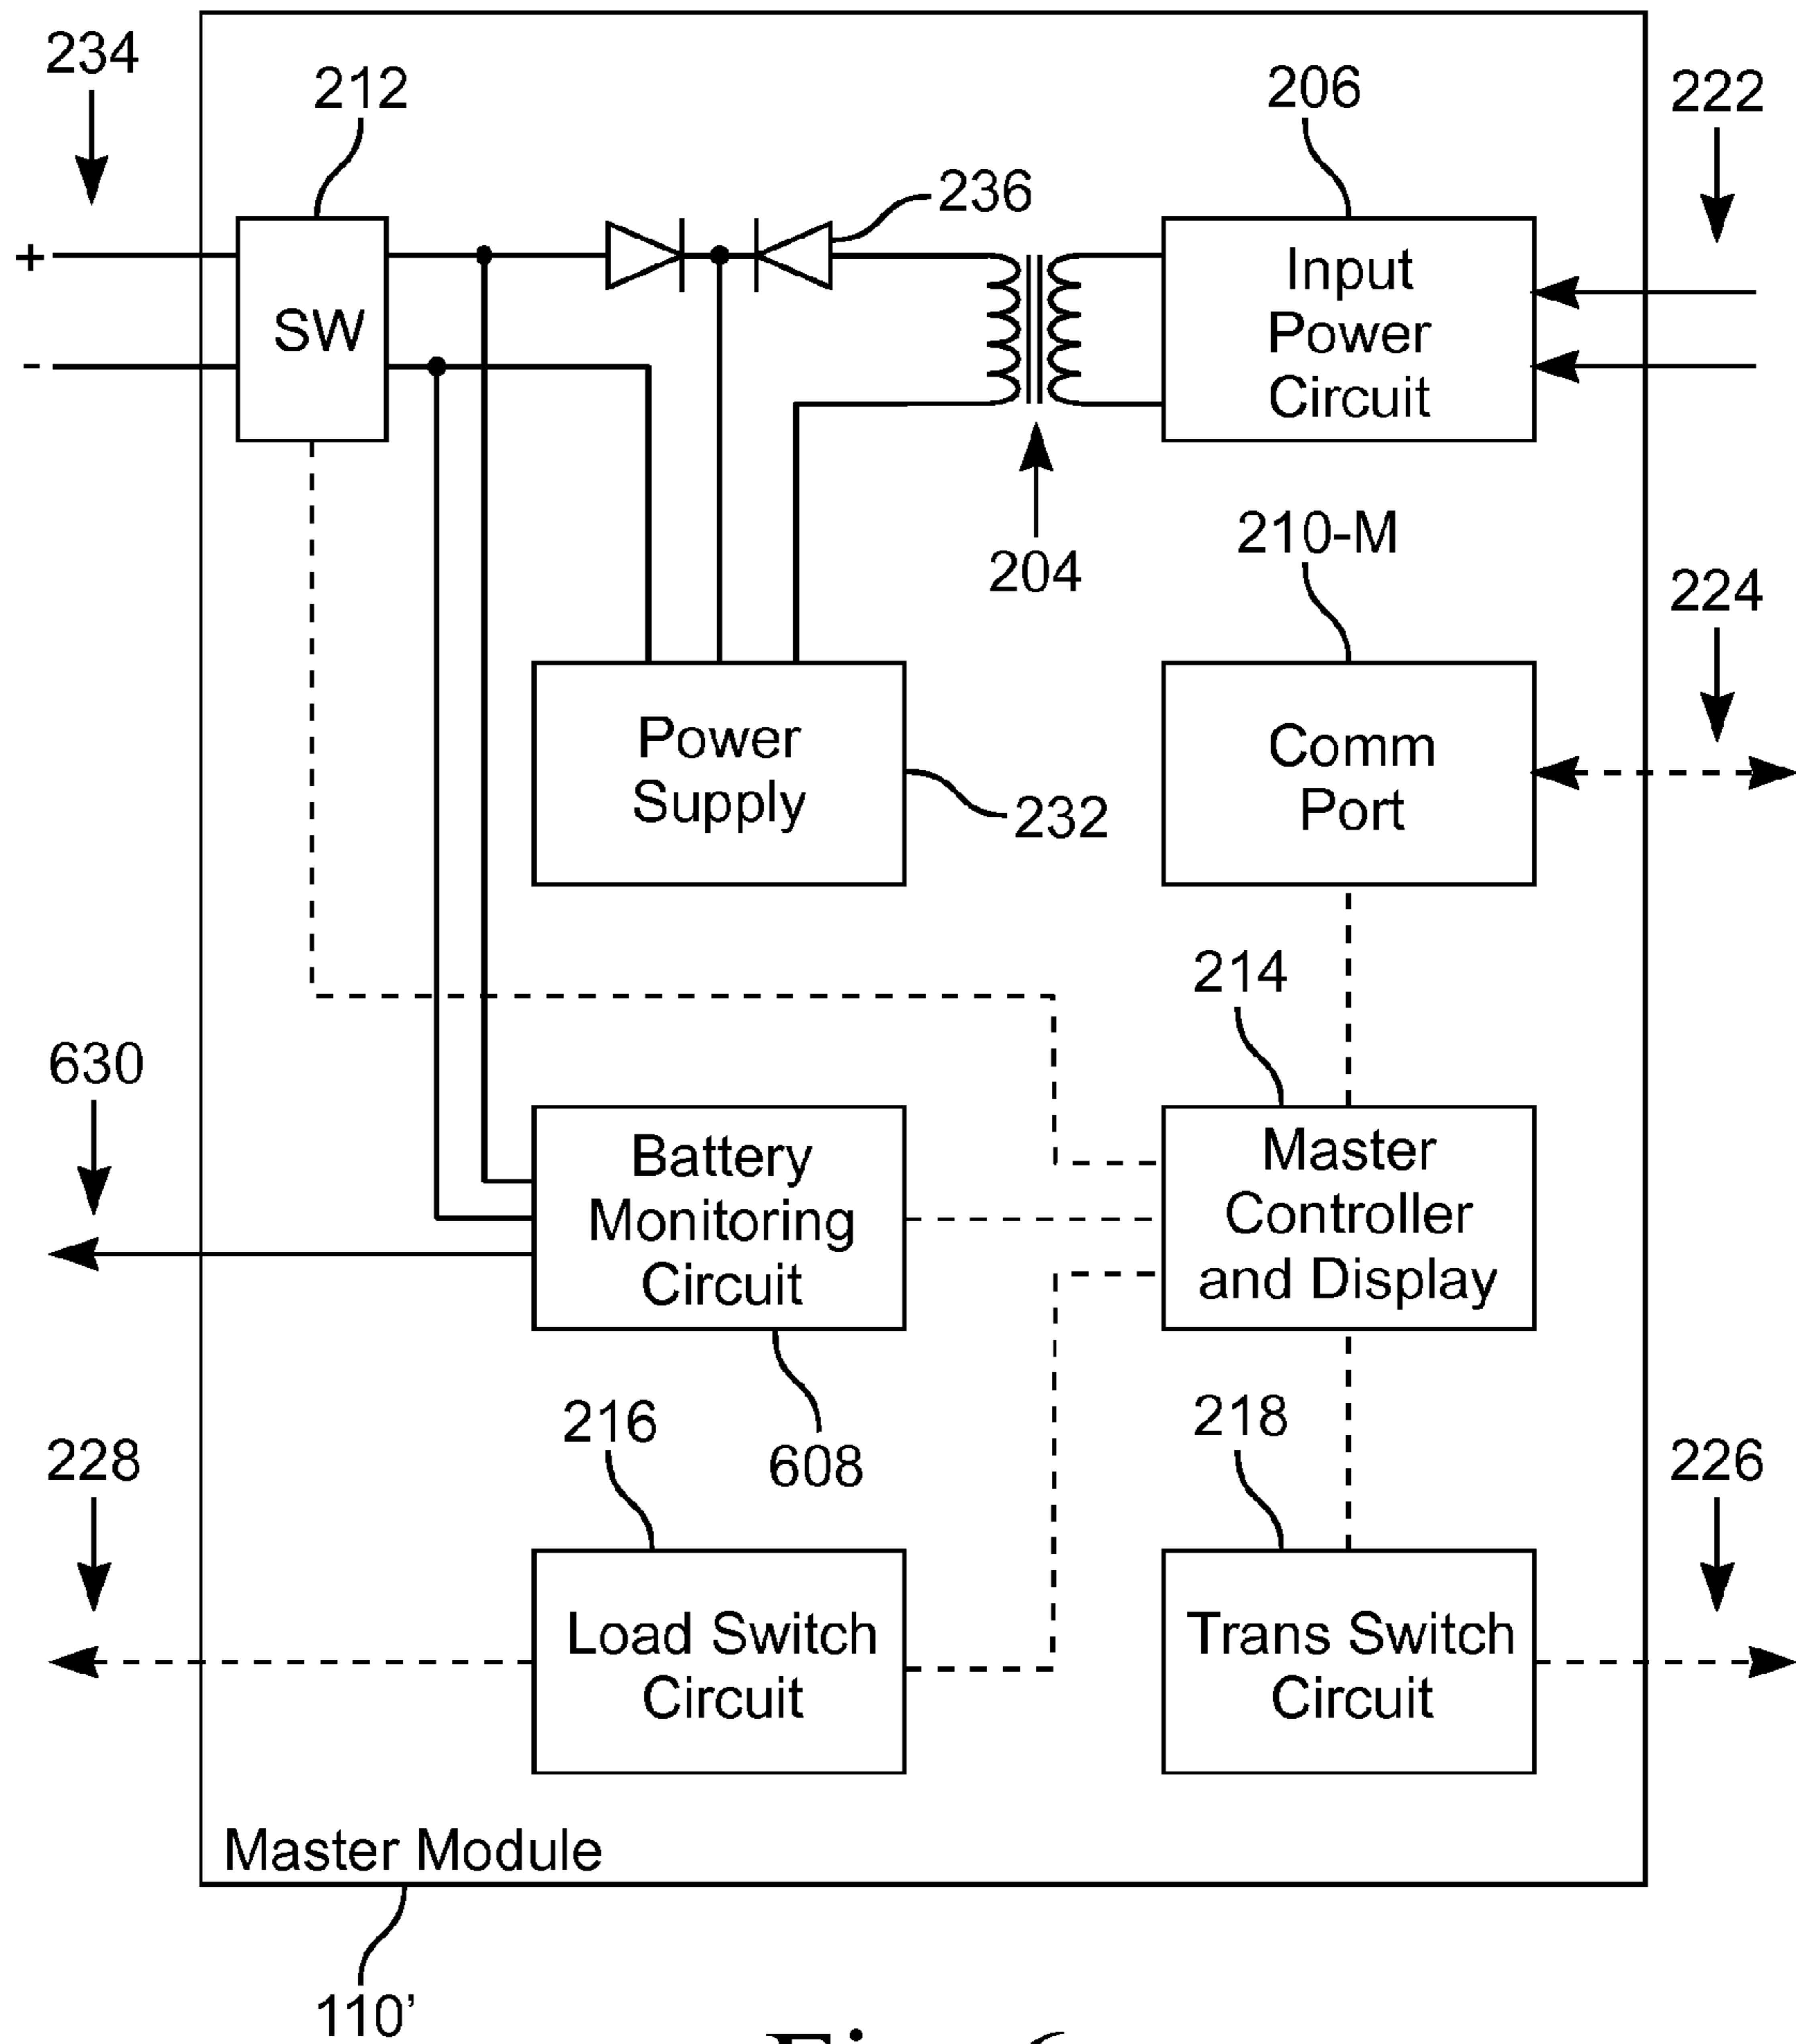 234
212
206
222
236
+
SW
-
Input
Power
Circuit
204
210-M
224
Power
Supply
232
Comm
Port
214
630
Battery
Monitoring
Circuit
Master
Controller
and Display
608
216
218
228
226
Load Switch
Circuit
Trans Switch
Circuit
Master Module
110’